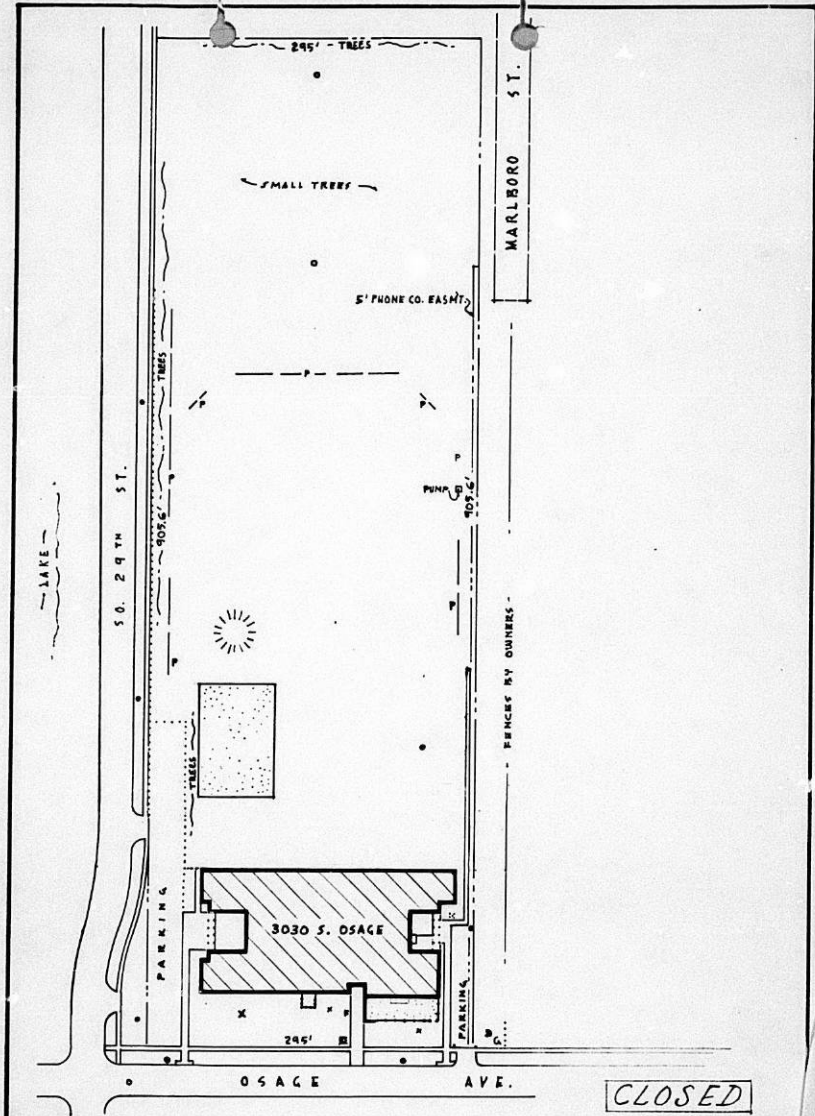 295' - TREES
MARLBORO ST.
SMALL TREES
5' PHONE CO. EASMT.
P
P
P
TREES
P
P
PUMP
905.6'
905.6'
SO. 29TH ST.
LAKE
P
P
FENCES BY OWNERS
TREES
PARKING
3030 S. OSAGE
PARKING
X
X
P
X
295'
G
OSAGE AVE.
CLOSED